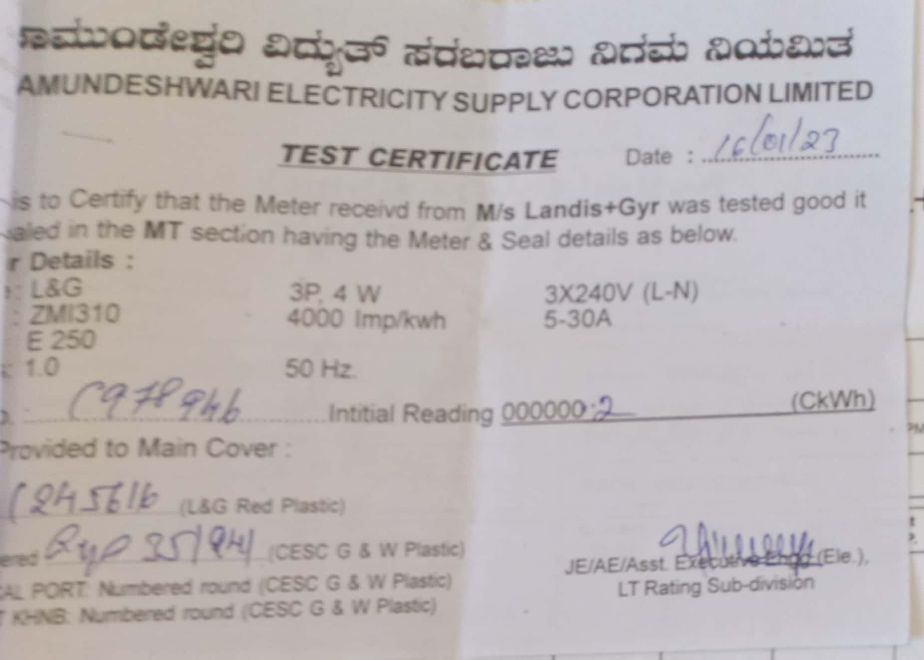 ಚಾಮುಂಡೇಶ್ವರಿ ವಿದ್ಯುತ್ ಸರಬರಾಜು ನಿಗಮ ನಿಯಮಿತ
AMUNDESHWARI ELECTRICITY SUPPLY CORPORATION LIMITED
TEST CERTIFICATE Date : 16/01/23
is to Certify that the Meter receivd from M/s Landis+Gyr was tested good it
aled in the MT section having the Meter & Seal details as below.
r Details :
: L&G 3P, 4 W 3X240V (L-N)
: ZMI310 4000 Imp/kwh 5-30A
E 250
: 1.0 50 Hz.
C978946 Intitial Reading 000000:2 (CkWh)
Provided to Main Cover :
(L&G Red Plastic)
ered (CESC G & W Plastic)
AL PORT: Numbered round (CESC G & W Plastic)
T KHNB: Numbered round (CESC G & W Plastic)
JE/AE/Asst. Executive Engg (Ele.),
LT Rating Sub-division